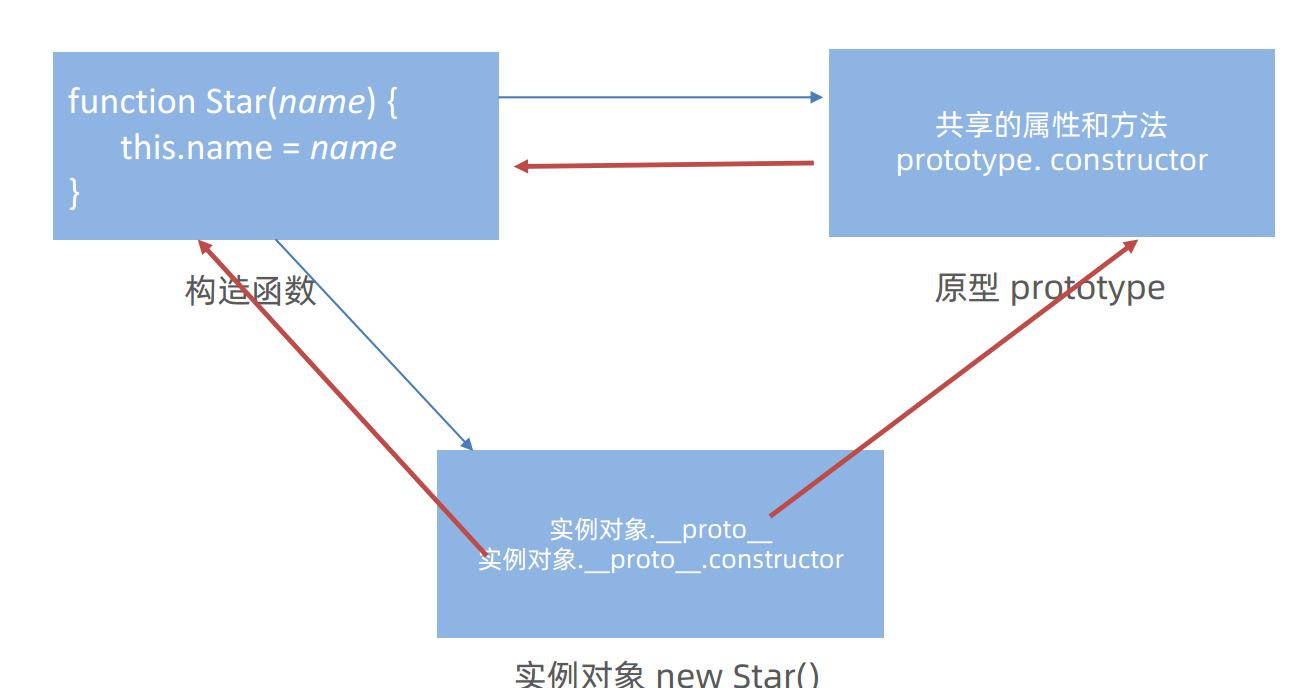 function Star(name) {
this.name = name
}
共享的属性和方法
prototype. constructor
构造函数
原型 prototype
实例对象.__proto__
实例对象.__proto__.constructor
实例对象 new Star()